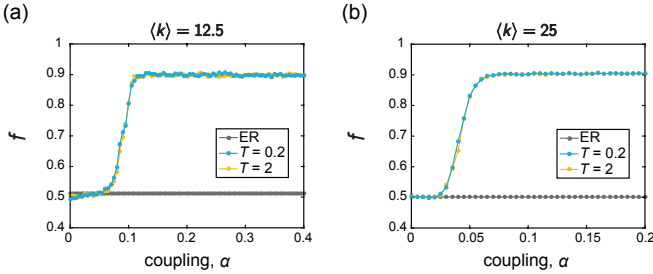 (a)
⟨k⟩ = 12.5
f
1
0.9
0.8
0.7
0.6
0.5
0.4
0
0.1
0.2
0.3
0.4
coupling, α
ER
T = 0.2
T = 2
(b)
⟨k⟩ = 25
f
1
0.9
0.8
0.7
0.6
0.5
0.4
0
0.05
0.1
0.15
0.2
coupling, α
ER
T = 0.2
T = 2